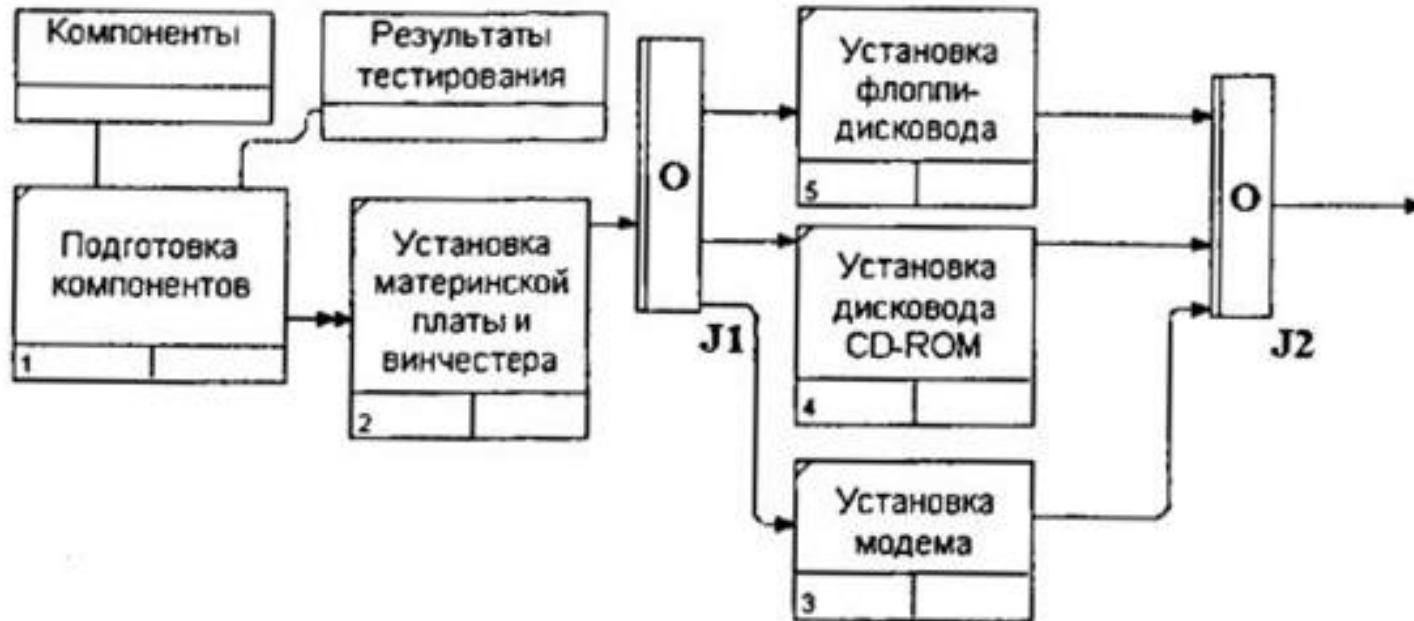 Компоненты
Результаты
тестирования
Подготовка
компонентов
1
Установка
материнской
платы и
винчестера
2
O
J1
Установка
флоппи-
дисковода
5
Установка
дисковода
CD-ROM
4
Установка
модема
3
O
J2